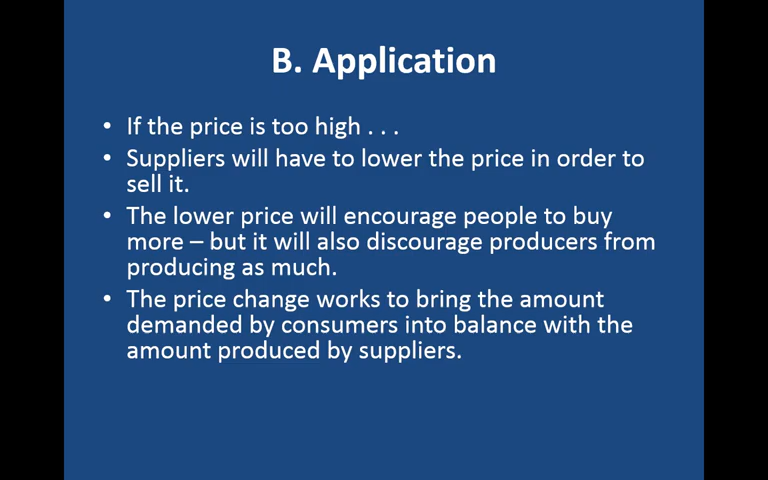 B. Application
• If the price is too high . . .
• Suppliers will have to lower the price in order to
sell it.
• The lower price will encourage people to buy
more – but it will also discourage producers from
producing as much.
• The price change works to bring the amount
demanded by consumers into balance with the
amount produced by suppliers.